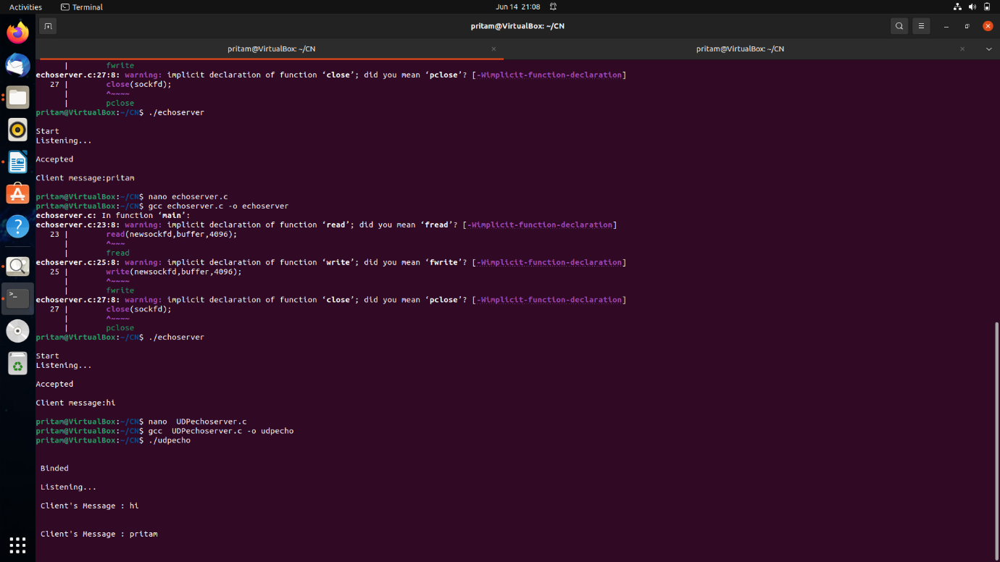 Activities Terminal Jun 14 21:08
pritam@VirtualBox: ~/CN
pritam@VirtualBox: ~/CN pritam@VirtualBox: ~/CN
| fwrite
echoserver.c:27:8: warning: implicit declaration of function ‘close’; did you mean ‘pclose’? [-Wimplicit-function-declaration]
27 | close(sockfd);
| ^~~~~
| pclose
pritam@VirtualBox:~/CN$ ./echoserver
Start
Listening...
Accepted
Client message:pritam
pritam@VirtualBox:~/CN$ nano echoserver.c
pritam@VirtualBox:~/CN$ gcc echoserver.c -o echoserver
echoserver.c: In function ‘main’:
echoserver.c:23:8: warning: implicit declaration of function ‘read’; did you mean ‘fread’? [-Wimplicit-function-declaration]
23 | read(newsockfd,buffer,4096);
| ^~~~
| fread
echoserver.c:25:8: warning: implicit declaration of function ‘write’; did you mean ‘fwrite’? [-Wimplicit-function-declaration]
25 | write(newsockfd,buffer,4096);
| ^~~~~
| fwrite
echoserver.c:27:8: warning: implicit declaration of function ‘close’; did you mean ‘pclose’? [-Wimplicit-function-declaration]
27 | close(sockfd);
| ^~~~~
| pclose
pritam@VirtualBox:~/CN$ ./echoserver
Start
Listening...
Accepted
Client message:hi
pritam@VirtualBox:~/CN$ nano  UDPechoserver.c
pritam@VirtualBox:~/CN$ gcc  UDPechoserver.c -o udpecho
pritam@VirtualBox:~/CN$ ./udpecho
Binded
Listening...
Client's Message : hi
Client's Message : pritam